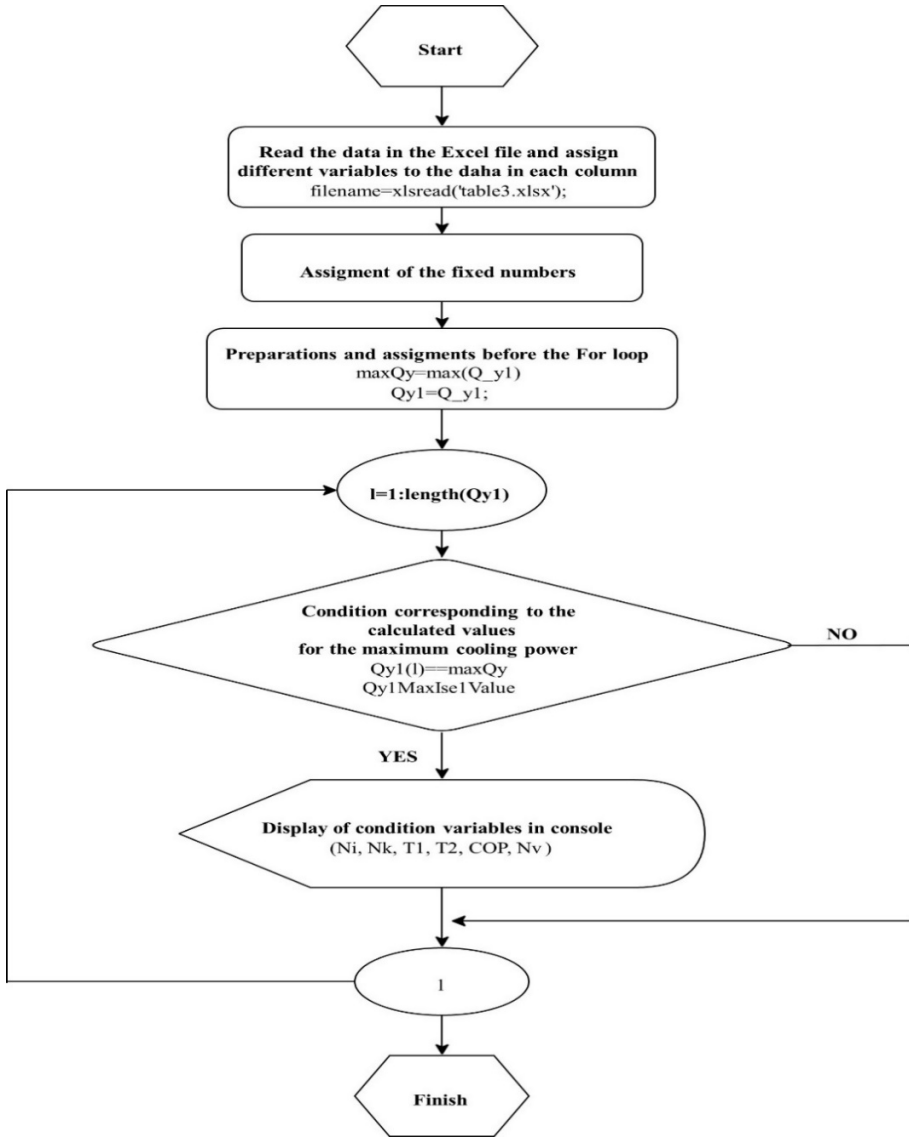 Start
Read the data in the Excel file and assign
different variables to the daha in each column
filename=xlsread('table3.xlsx');
Assigment of the fixed numbers
Preparations and assigments before the For loop
maxQy=max(Q_y1)
Qy1=Q_y1;
l=1:length(Qy1)
Condition corresponding to the
calculated values
for the maximum cooling power
Qy1(l)==maxQy
Qy1MaxIse1Value
NO
YES
Display of condition variables in console
(Ni, Nk, T1, T2, COP, Nv)
l
Finish